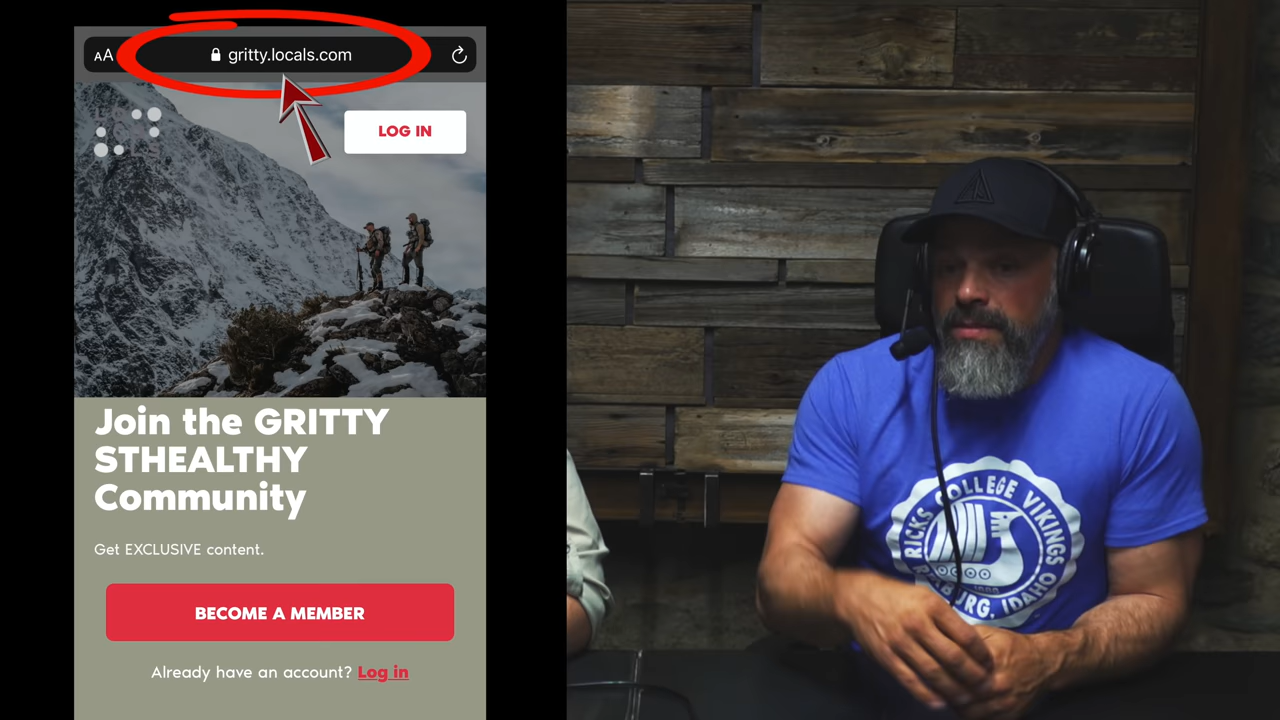 AA gritty.locals.com
LOG IN
Join the GRITTY
STHEALTHY
Community
Get EXCLUSIVE content.
BECOME A MEMBER
Already have an account? Log in
RICKS COLLEGE VIKINGS
IDAHO